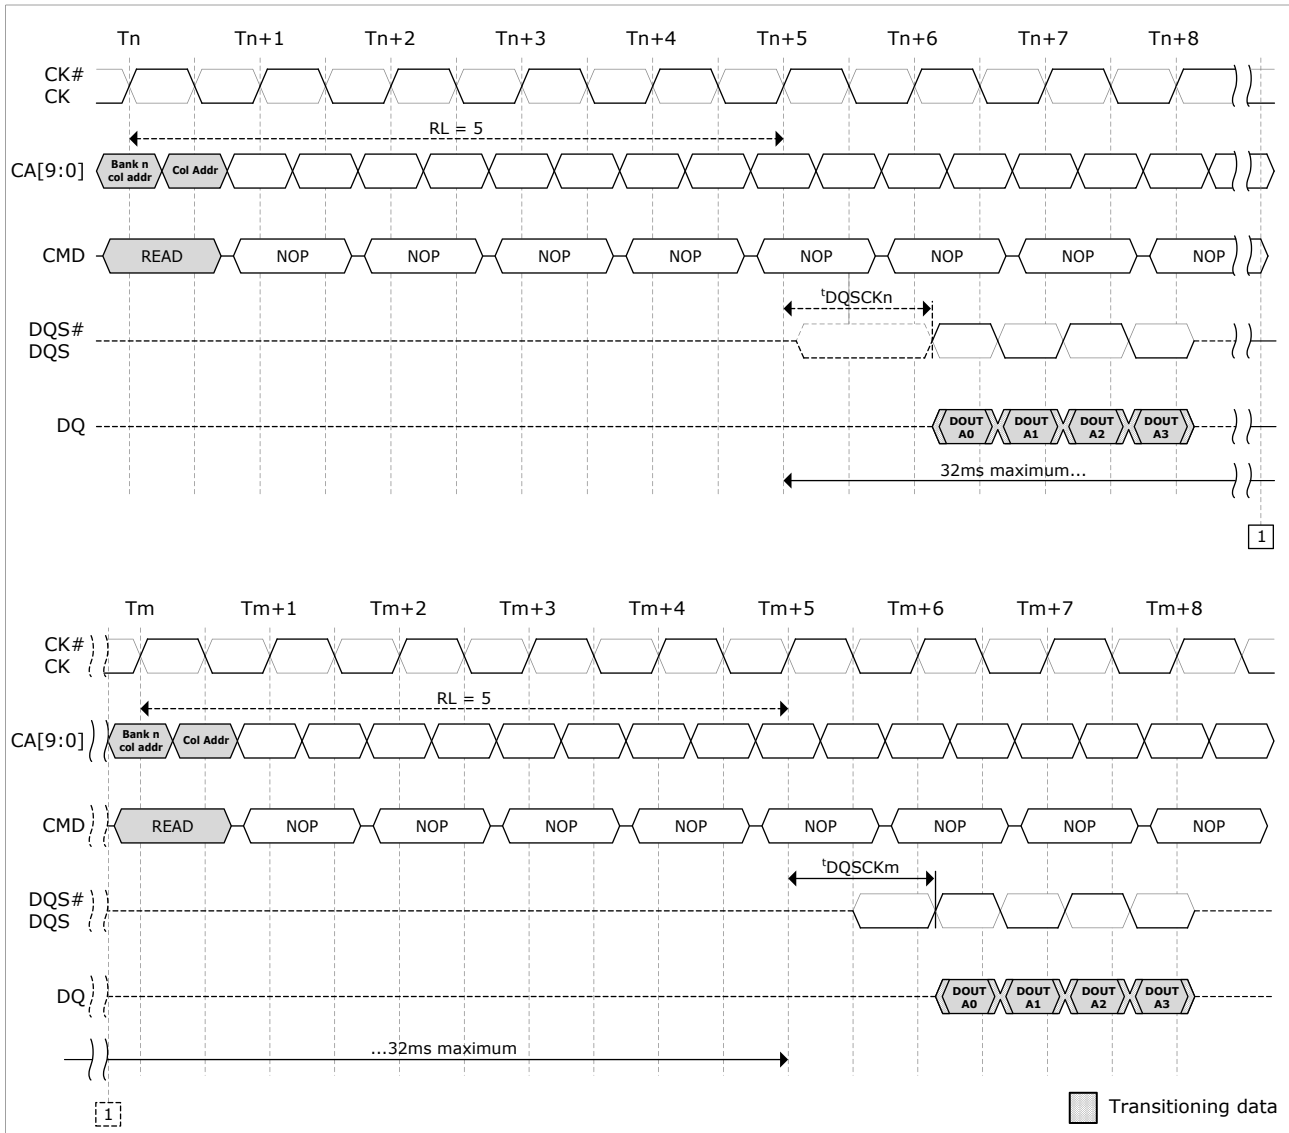 Tn Tn+1 Tn+2 Tn+3 Tn+4 Tn+5 Tn+6 Tn+7 Tn+8
CK#
CK
RL = 5
CA[9:0] Bank n col addr Col Addr
CMD READ NOP NOP NOP NOP NOP NOP NOP NOP
tDQSCKn
DQS#
DQS
DQ DOUT A0 DOUT A1 DOUT A2 DOUT A3
32ms maximum...
1
Tm Tm+1 Tm+2 Tm+3 Tm+4 Tm+5 Tm+6 Tm+7 Tm+8
CK#
CK
RL = 5
CA[9:0] Bank n col addr Col Addr
CMD READ NOP NOP NOP NOP NOP NOP NOP NOP
tDQSCKm
DQS#
DQS
DQ DOUT A0 DOUT A1 DOUT A2 DOUT A3
...32ms maximum
1
Transitioning data